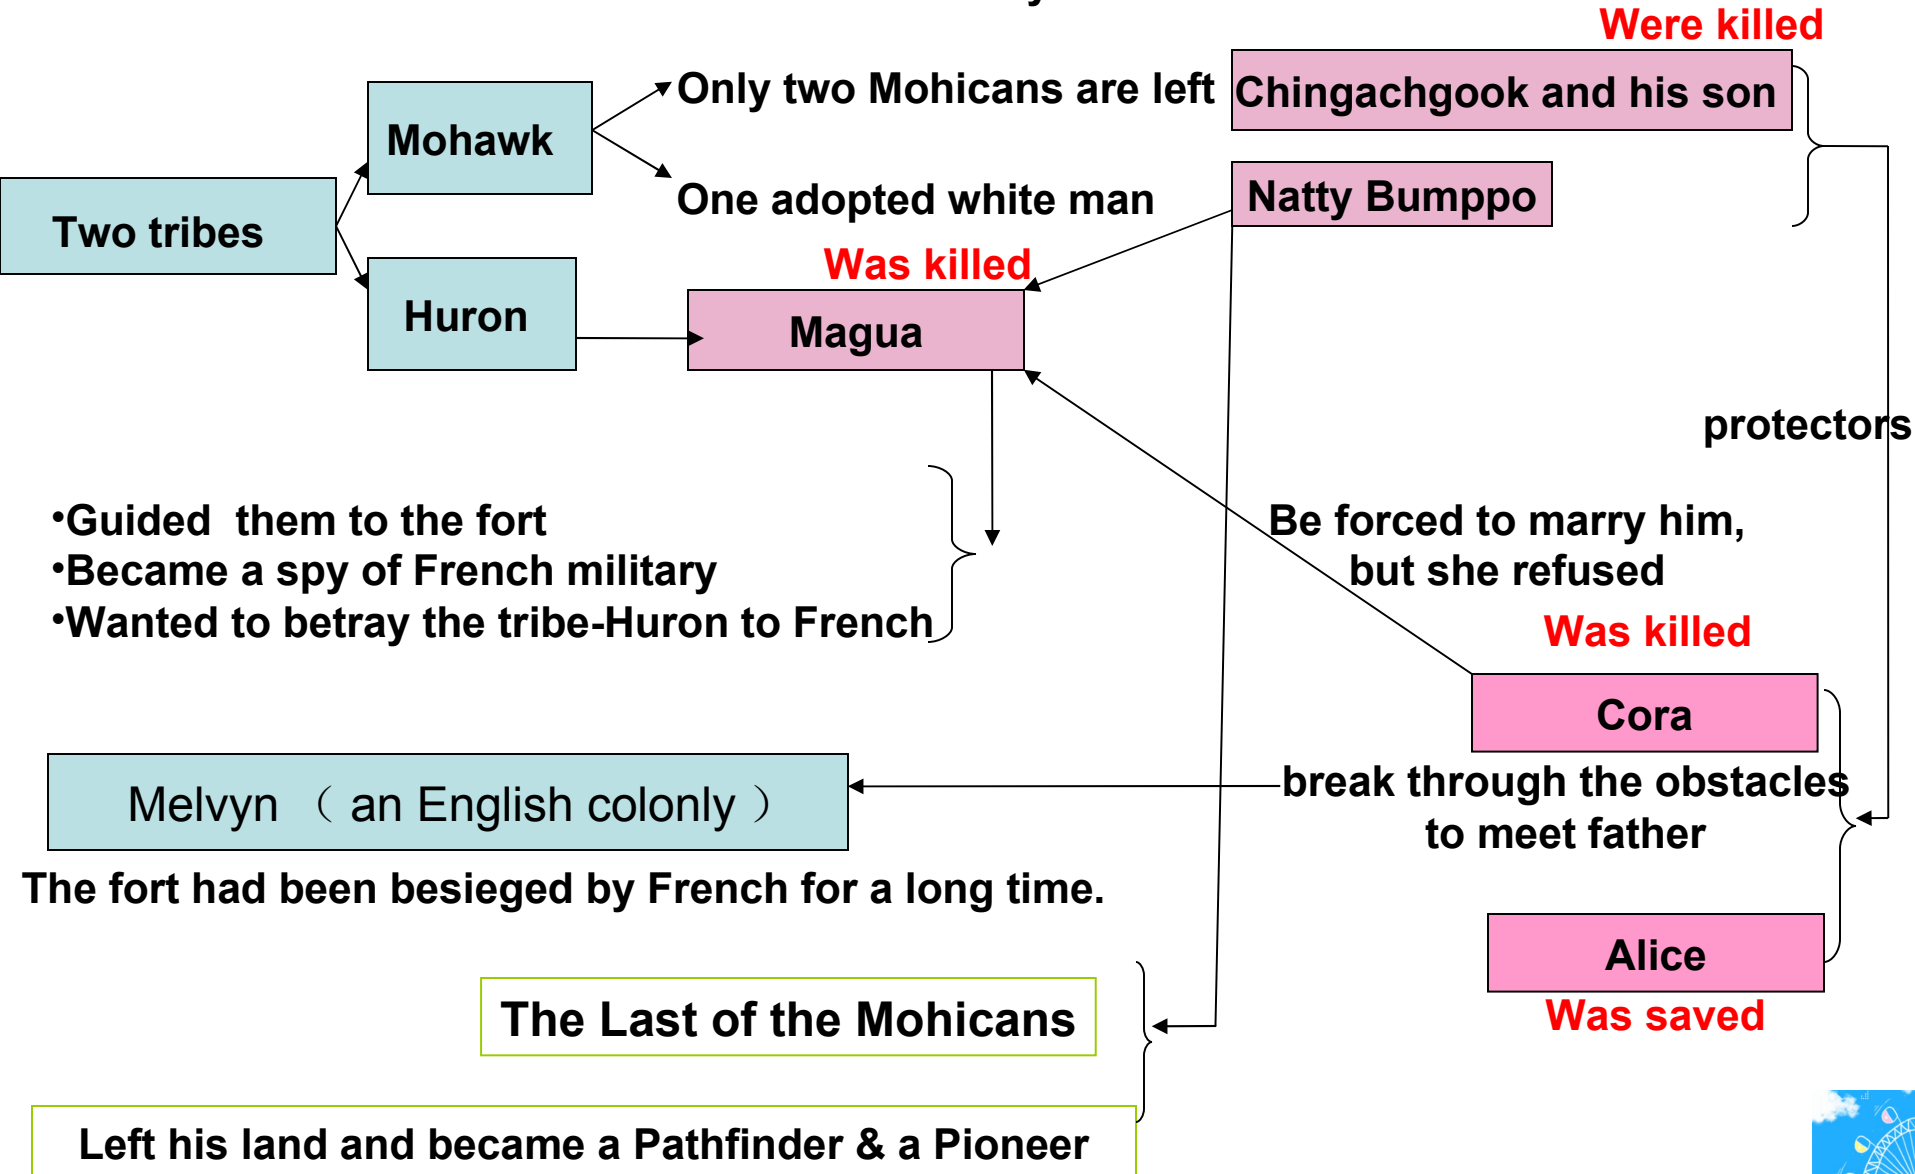 Were killed
Only two Mohicans are left
Chingachgook and his son
Mohawk
One adopted white man
Natty Bumppo
Two tribes
Was killed
Huron
Magua
protectors
•Guided  them to the fort
•Became a spy of French military
•Wanted to betray the tribe-Huron to French
Be forced to marry him,
but she refused
Was killed
Cora
break through the obstacles
to meet father
Melvyn （ an English colonly ）
The fort had been besieged by French for a long time.
Alice
Was saved
The Last of the Mohicans
Left his land and became a Pathfinder & a Pioneer